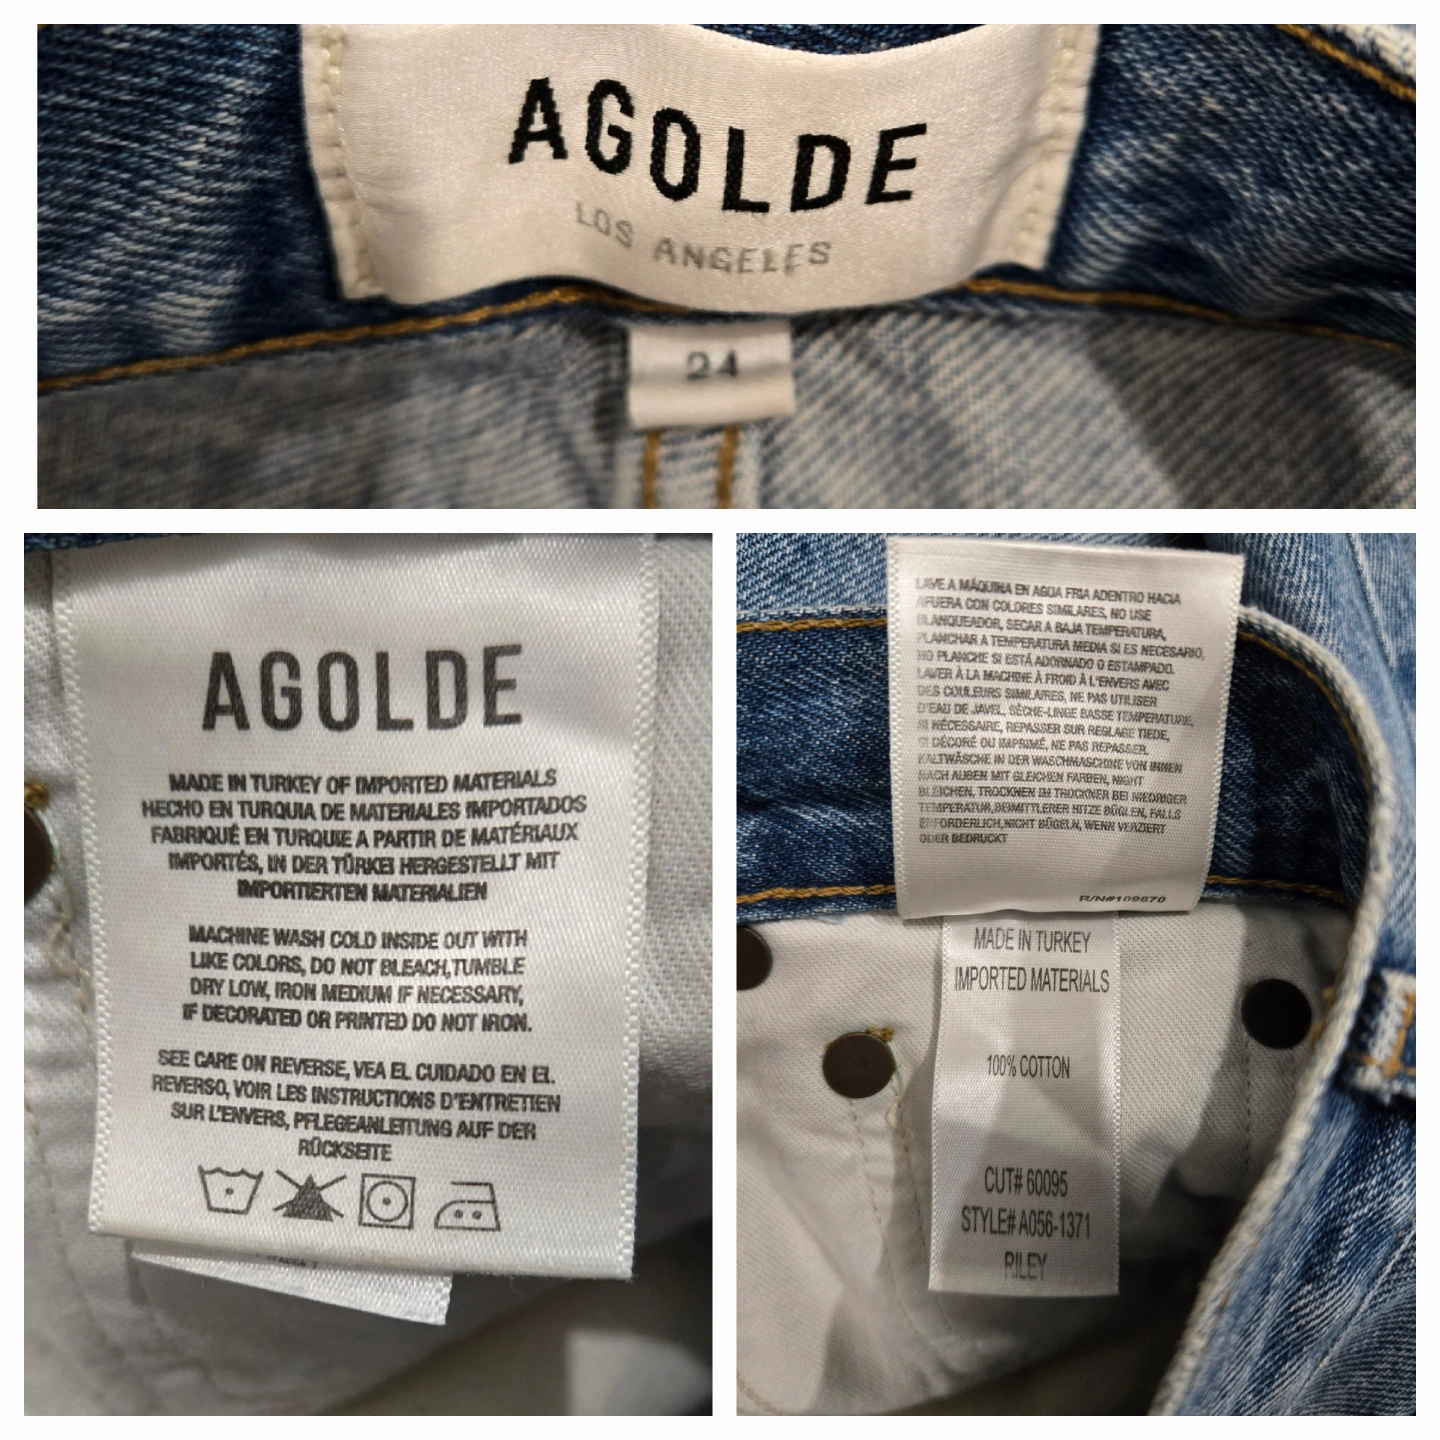 AGOLDE
LOS ANGELES
24
AGOLDE
MADE IN TURKEY OF IMPORTED MATERIALS
HECHO EN TURQUIA DE MATERIALES IMPORTADOS
FABRIQUÉ EN TURQUIE A PARTIR DE MATÉRIAUX
IMPORTÉS, IN DER TÜRKEI HERGESTELLT MIT
IMPORTIERTEN MATERIALIEN
MACHINE WASH COLD INSIDE OUT WITH
LIKE COLORS, DO NOT BLEACH,TUMBLE
DRY LOW, IRON MEDIUM IF NECESSARY,
IF DECORATED OR PRINTED DO NOT IRON.
SEE CARE ON REVERSE, VEA EL CUIDADO EN EL
REVERSO, VOIR LES INSTRUCTIONS D'ENTRETIEN
SUR L'ENVERS, PFLEGEANLEITUNG AUF DER
RÜCKSEITE
LAVE A MÁQUINA EN AGUA FRIA ADENTRO HACIA
AFUERA CON COLORES SIMILARES, NO USE
BLANQUEADOR, SECAR A BAJA TEMPERATURA,
PLANCHAR A TEMPERATURA MEDIA SI ES NECESARIO,
NO PLANCHE SI ESTÁ ADORNADO O ESTAMPADO.
LAVER À LA MACHINE À FROID À L'ENVERS AVEC
DES COULEURS SIMILAIRES, NE PAS UTILISER
D'EAU DE JAVEL, SÈCHE-LINGE BASSE TEMPERATURE,
SI NÉCESSAIRE, REPASSER SUR REGLAGE TIEDE,
SI DÉCORÉ OU IMPRIMÉ, NE PAS REPASSER.
KALTWÄSCHE IN DER WASCHMASCHINE VON INNEN
NACH AUßEN MIT GLEICHEN FARBEN, NIGHT
BLEICHEN, TROCKNEN IM TROCKNER BEI NIEDRIGER
TEMPERATUR,BEIMITTLERER HITZE BÜGLEN, FALLS
ERFORDERLICH,NICHT BÜGELN, WENN VERZIERT
ODER BEDRUCKT
R/N#109670
MADE IN TURKEY
IMPORTED MATERIALS
100% COTTON
CUT# 60095
STYLE# A056-1371
RILEY